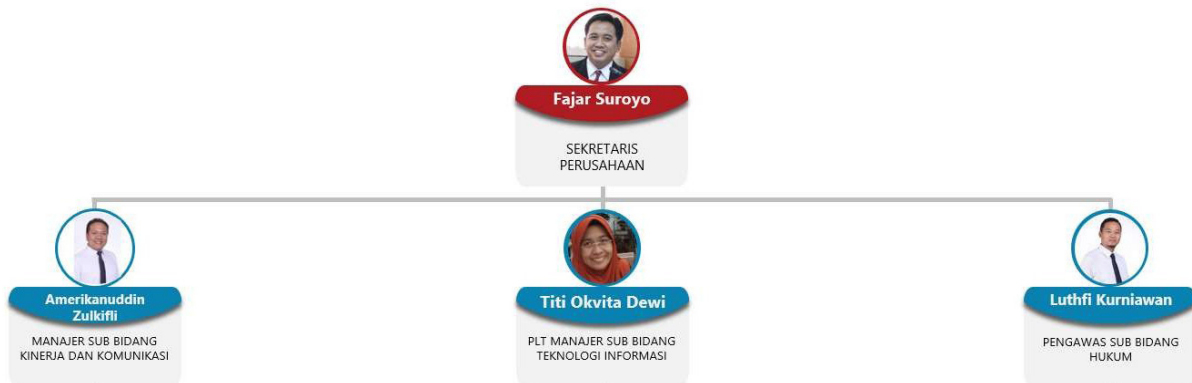 Fajar Suroyo
SEKRETARIS
PERUSAHAAN
Amerikanuddin
Zulkifli
MANAJER SUB BIDANG
KINERJA DAN KOMUNIKASI
Titi Okvita Dewi
PLT MANAJER SUB BIDANG
TEKNOLOGI INFORMASI
Luthfi Kurniawan
PENGAWAS SUB BIDANG
HUKUM